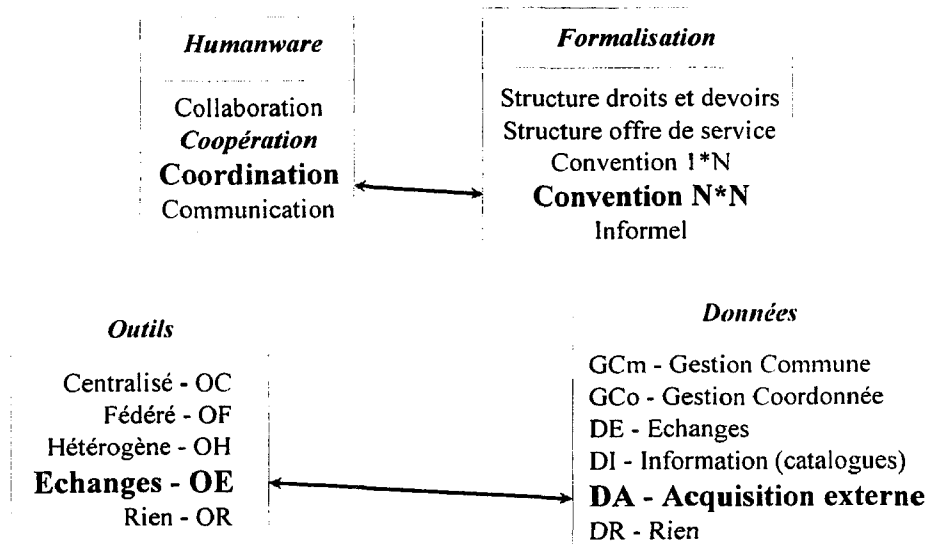 Humanware
Collaboration
Coopération
Coordination
Communication
Formalisation
Structure droits et devoirs
Structure offre de service
Convention 1*N
Convention N*N
Informel
Outils
Centralisé - OC
Fédéré - OF
Hétérogène - OH
Echanges - OE
Rien - OR
Données
GCm - Gestion Commune
GCo - Gestion Coordonnée
DE - Echanges
DI - Information (catalogues)
DA - Acquisition externe
DR - Rien